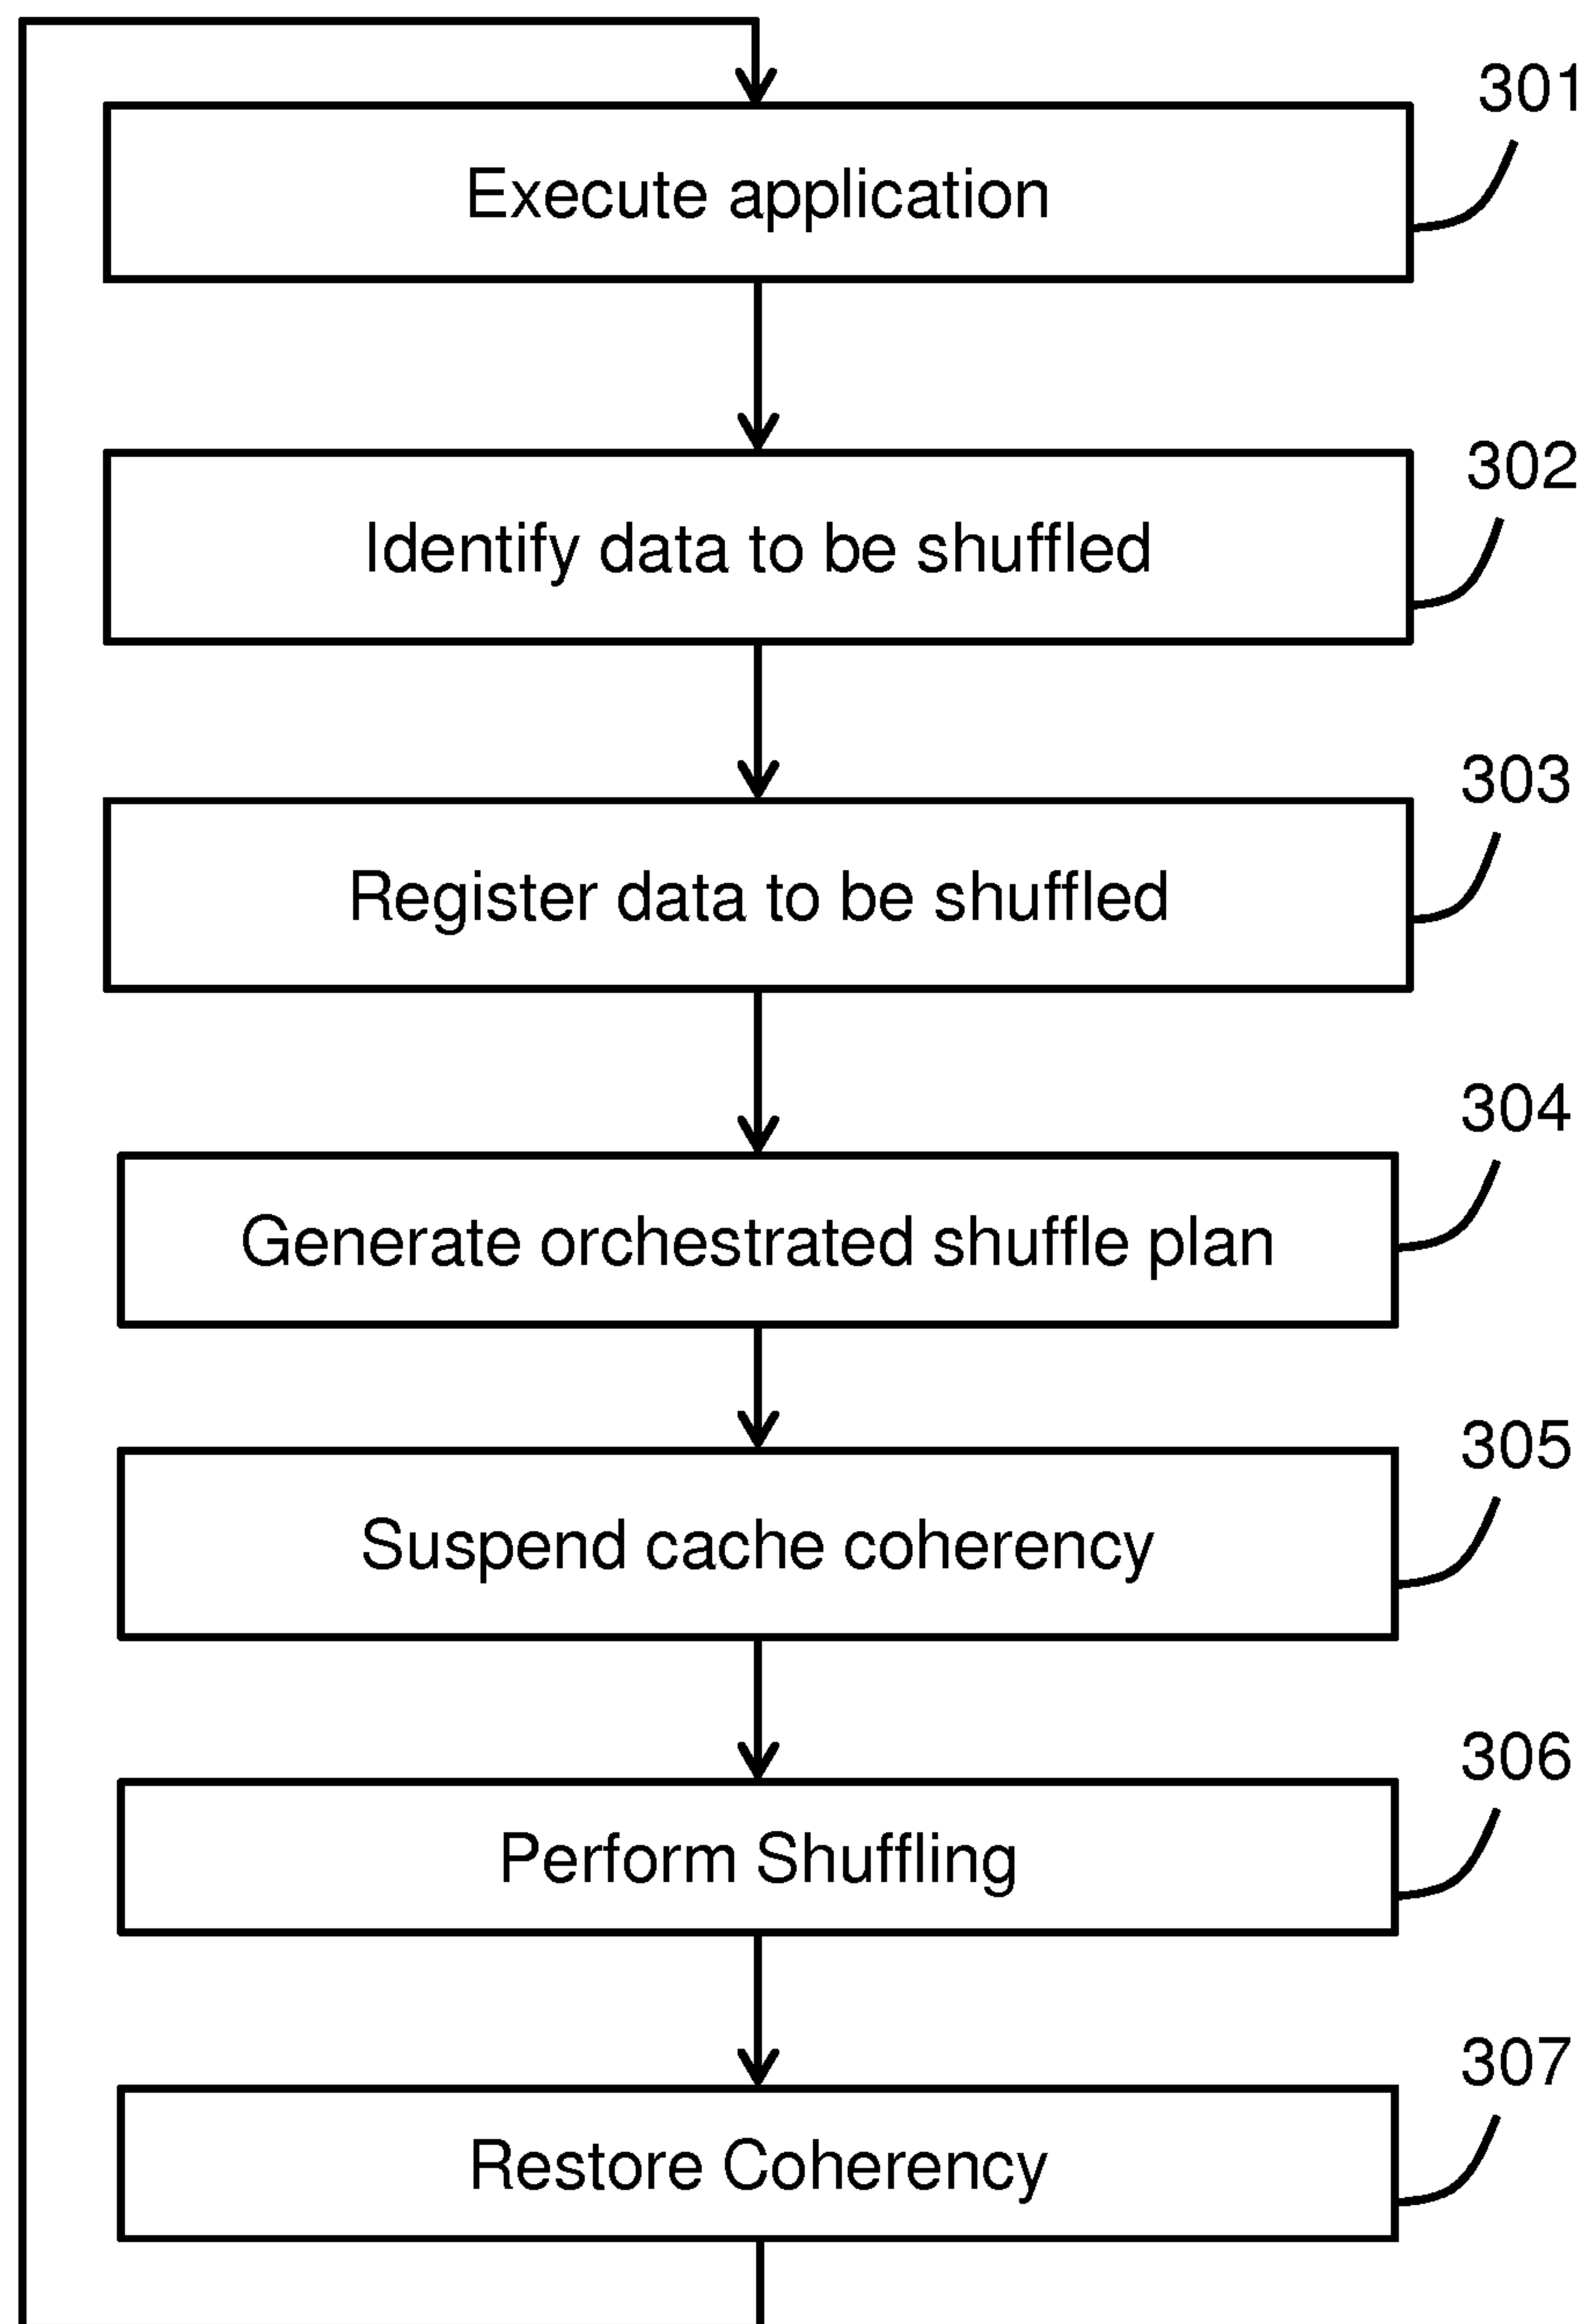 301
Execute application
302
Identify data to be shuffled
303
Register data to be shuffled
304
Generate orchestrated shuffle plan
305
Suspend cache coherency
306
Perform Shuffling
307
Restore Coherency